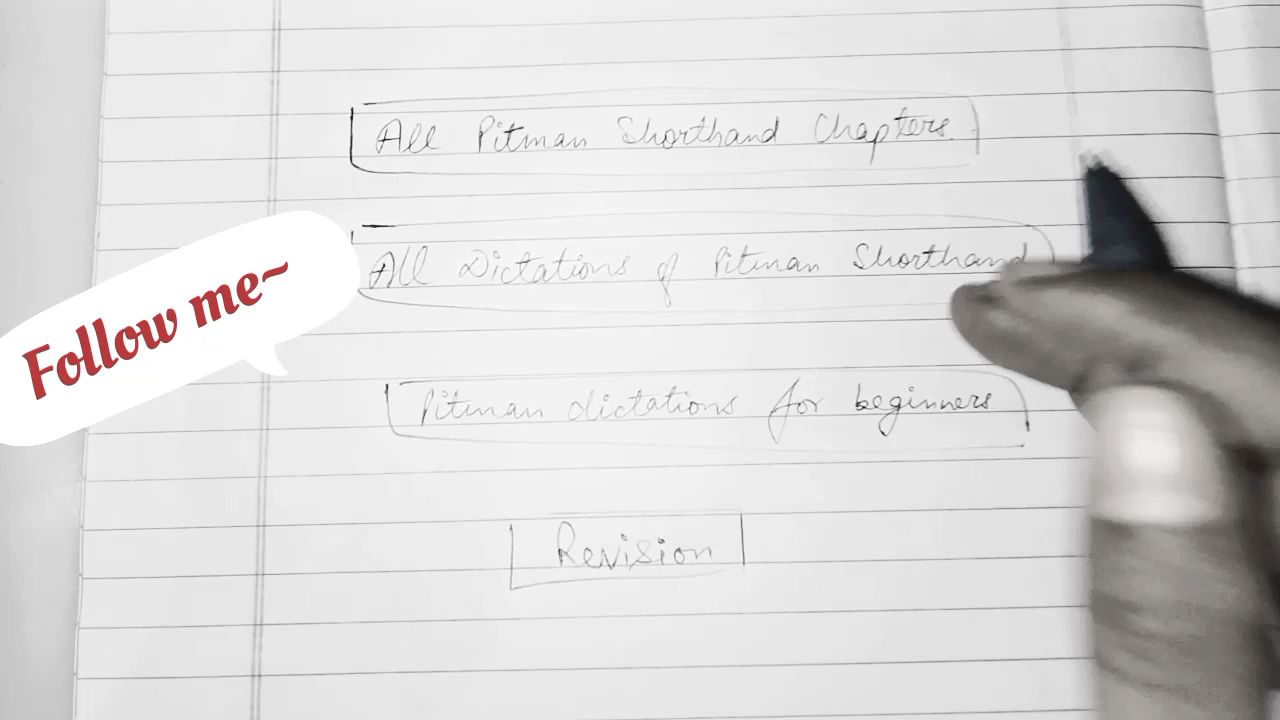 All Pitman Shorthand Chapters.
Follow me~
All Dictations of Pitman Shorthand
Pitman dictations for beginners.
Revision